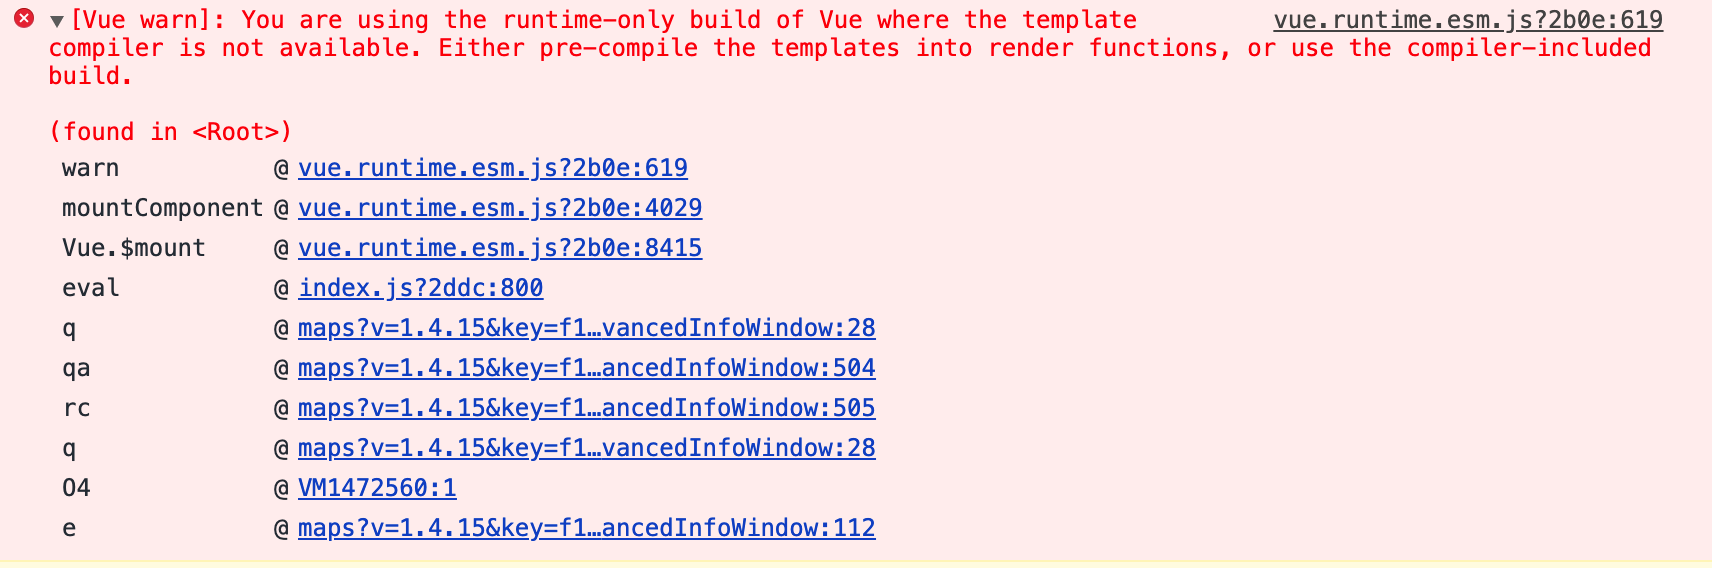 ▼[Vue warn]: You are using the runtime-only build of Vue where the template vue.runtime.esm.js?2b0e:619
compiler is not available. Either pre-compile the templates into render functions, or use the compiler-included
build.
(found in <Root>)
warn @ vue.runtime.esm.js?2b0e:619
mountComponent @ vue.runtime.esm.js?2b0e:4029
Vue.$mount @ vue.runtime.esm.js?2b0e:8415
eval @ index.js?2ddc:800
q @ maps?v=1.4.15&key=f1…vancedInfoWindow:28
qa @ maps?v=1.4.15&key=f1…ancedInfoWindow:504
rc @ maps?v=1.4.15&key=f1…ancedInfoWindow:505
q @ maps?v=1.4.15&key=f1…vancedInfoWindow:28
O4 @ VM1472560:1
e @ maps?v=1.4.15&key=f1…ancedInfoWindow:112